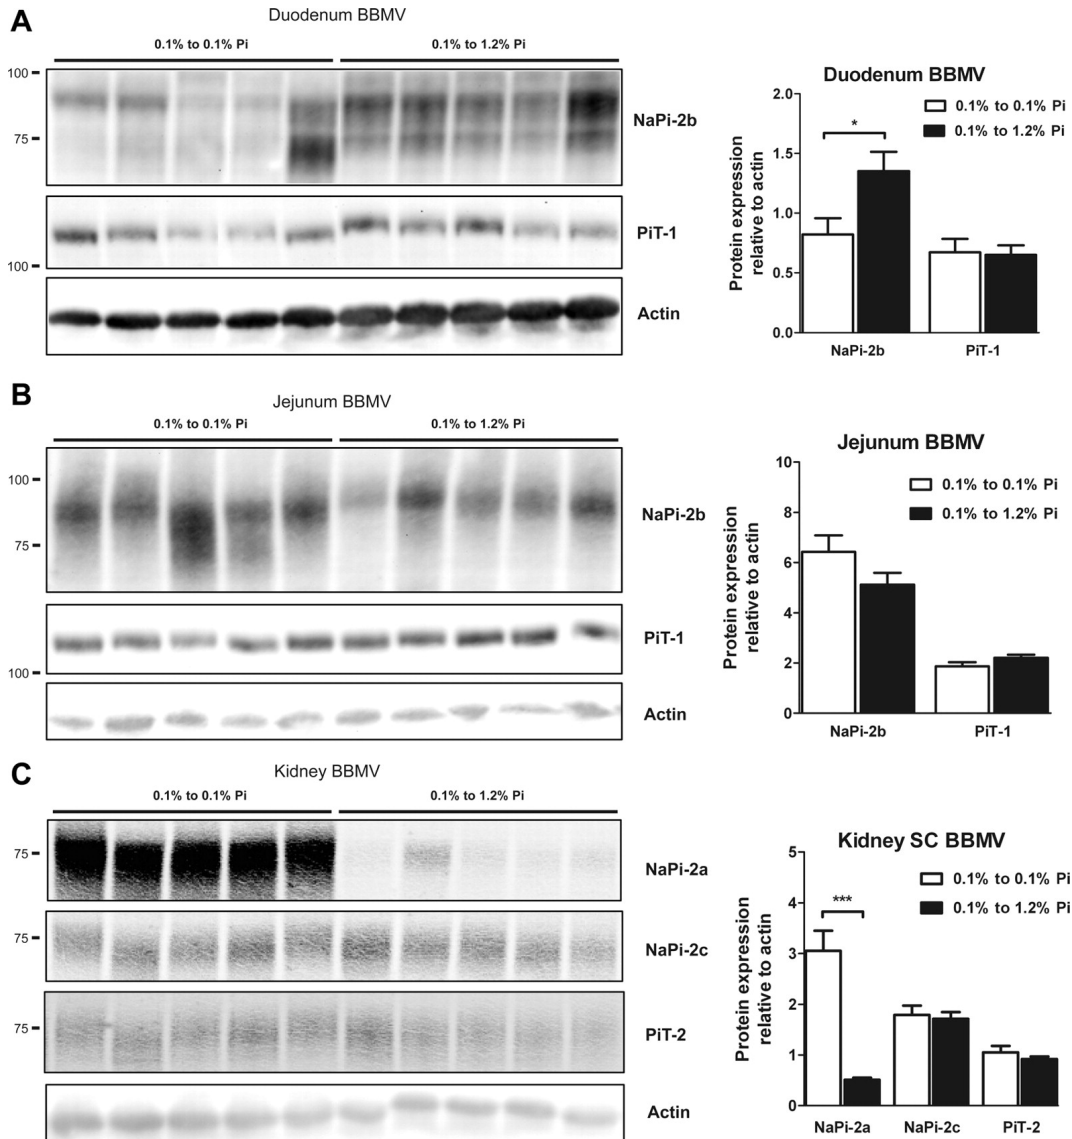 A
Duodenum BBMV
0.1% to 0.1% Pi
0.1% to 1.2% Pi
100
75
NaPi-2b
PiT-1
100
Actin
Duodenum BBMV
0.1% to 0.1% Pi
0.1% to 1.2% Pi
*
Protein expression
relative to actin
2.0
1.5
1.0
0.5
0.0
NaPi-2b
PiT-1
B
Jejunum BBMV
0.1% to 0.1% Pi
0.1% to 1.2% Pi
100
75
NaPi-2b
PiT-1
100
Actin
Jejunum BBMV
0.1% to 0.1% Pi
0.1% to 1.2% Pi
Protein expression
relative to actin
10
8
6
4
2
0
NaPi-2b
PiT-1
C
Kidney BBMV
0.1% to 0.1% Pi
0.1% to 1.2% Pi
75
NaPi-2a
75
NaPi-2c
75
PiT-2
Actin
Kidney SC BBMV
0.1% to 0.1% Pi
0.1% to 1.2% Pi
***
Protein expression
relative to actin
5
4
3
2
1
0
NaPi-2a
NaPi-2c
PiT-2